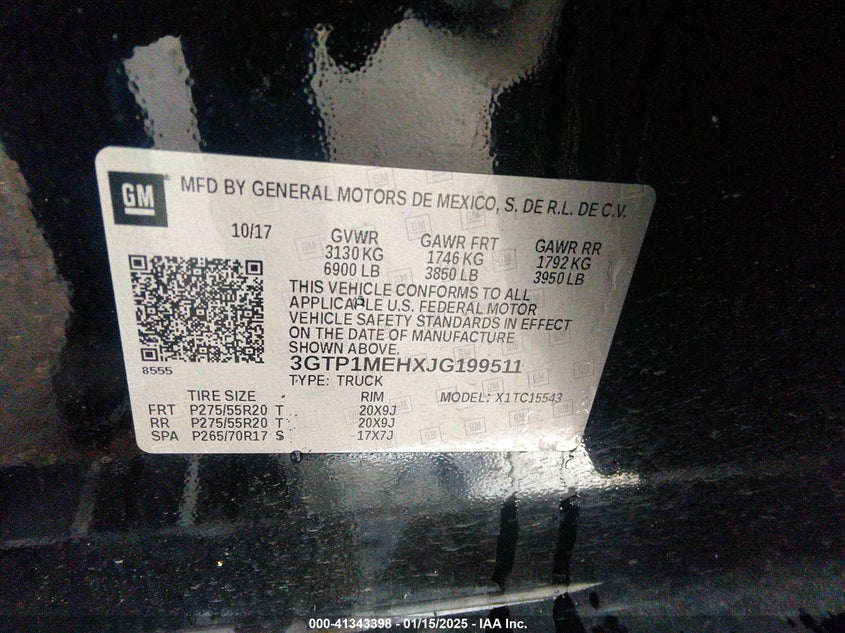 GM MFD BY GENERAL MOTORS DE MEXICO, S. DE R.L. DE C.V.
10/17 GVWR GAWR FRT GAWR RR
3130 KG 1746 KG 1792 KG
6900 LB 3850 LB 3950 LB
THIS VEHICLE CONFORMS TO ALL
APPLICABLE U.S. FEDERAL MOTOR
VEHICLE SAFETY STANDARDS IN EFFECT
ON THE DATE OF MANUFACTURE
SHOWN ABOVE.
8555
3GTP1MEHXJG199511
TYPE: TRUCK
TIRE SIZE RIM MODEL: X1TC15543
FRT P275/55R20 T 20X9J
RR P275/55R20 T 20X9J
SPA P265/70R17 S 17X7J
000-41343398 - 01/15/2025 - IAA Inc.